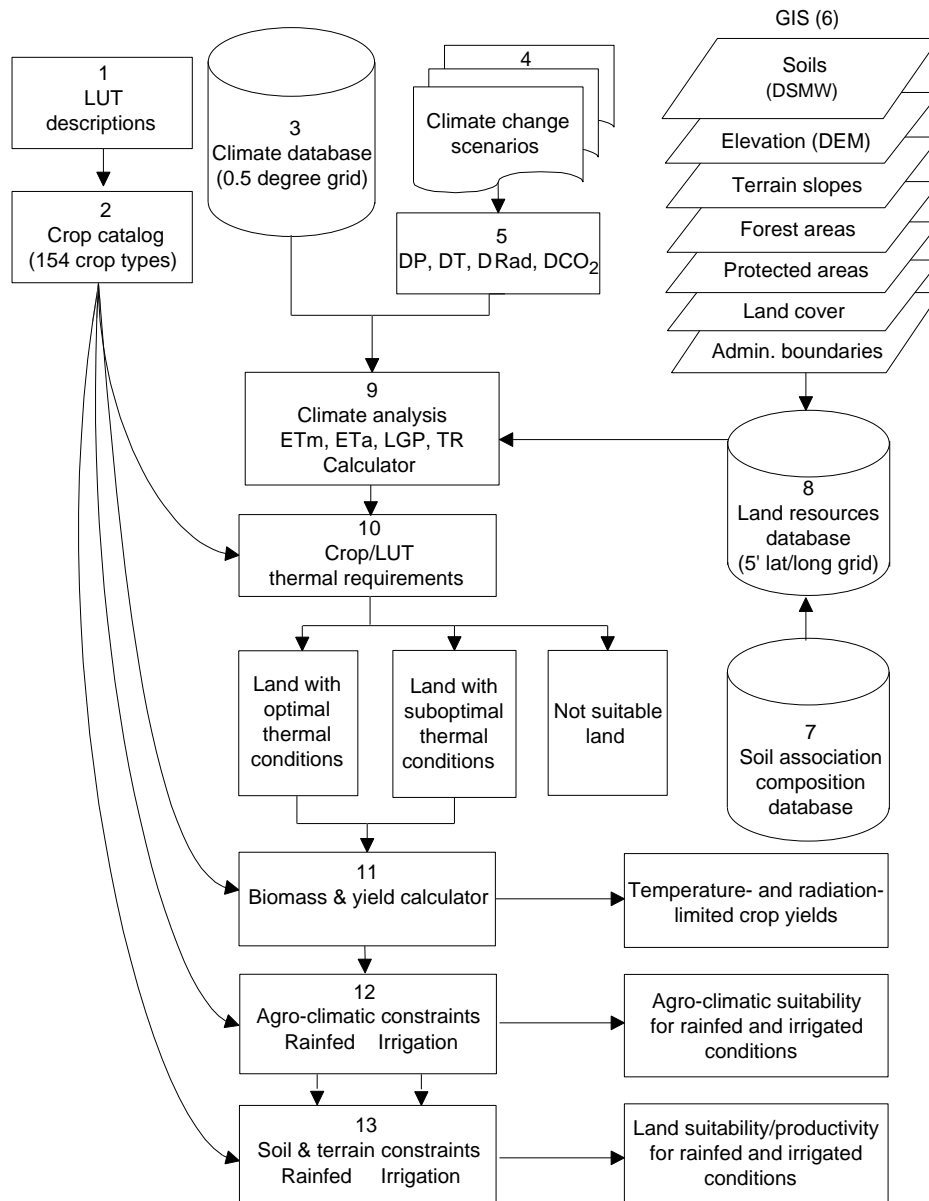 GIS (6)
1
LUT
descriptions
2
Crop catalog
(154 crop types)
3
Climate database
(0.5 degree grid)
4
Climate change
scenarios
5
DP, DT, DRad, DCO2
Soils
(DSMW)
Elevation (DEM)
Terrain slopes
Forest areas
Protected areas
Land cover
Admin. boundaries
9
Climate analysis
ETm, ETa, LGP, TR
Calculator
8
Land resources
database
(5' lat/long grid)
10
Crop/LUT
thermal requirements
Land with
optimal
thermal
conditions
Land with
suboptimal
thermal
conditions
Not suitable
land
7
Soil association
composition
database
11
Biomass & yield calculator
Temperature- and radiation-
limited crop yields
12
Agro-climatic constraints
Rainfed Irrigation
Agro-climatic suitability
for rainfed and irrigated
conditions
13
Soil & terrain constraints
Rainfed Irrigation
Land suitability/productivity
for rainfed and irrigated
conditions